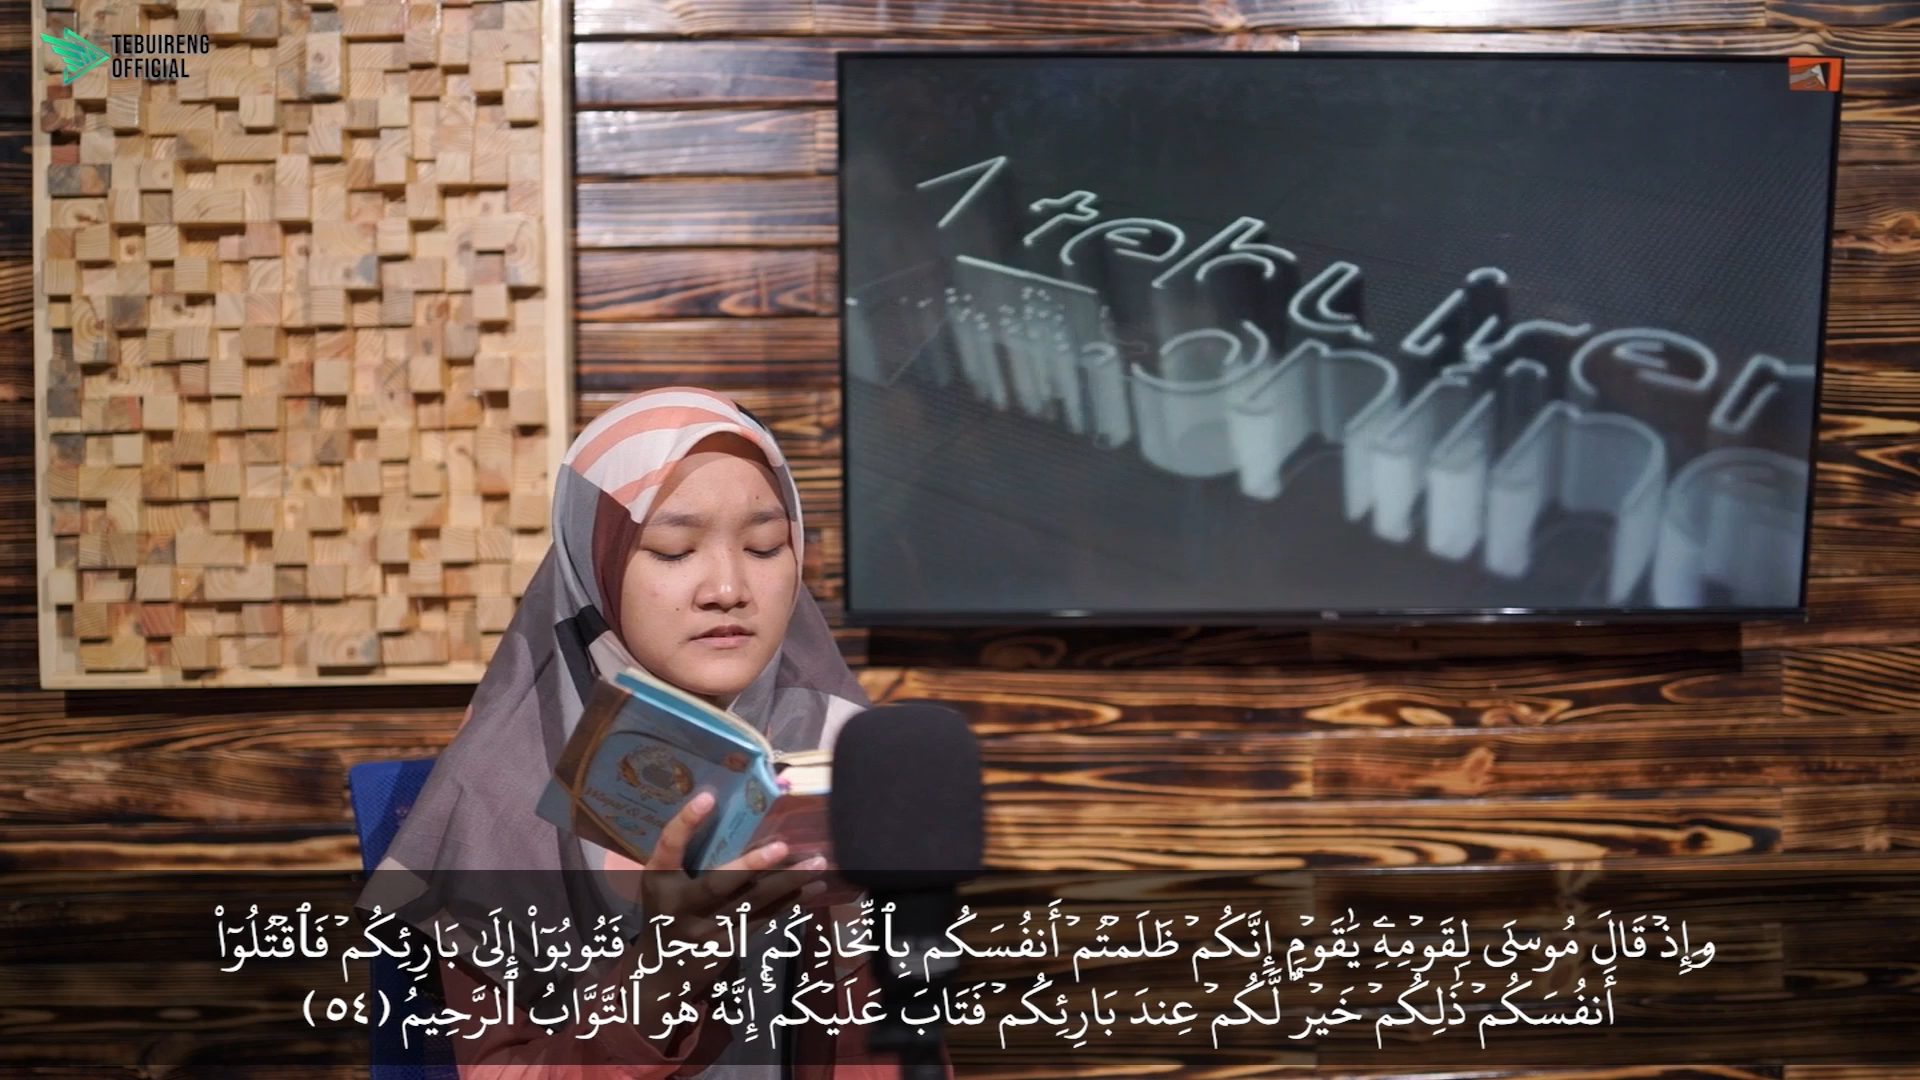 TEBUIRENG
OFFICIAL
وَإِذۡ قَالَ مُوسَىٰ لِقَوۡمِهِۦ يَٰقَوۡمِ إِنَّكُمۡ ظَلَمۡتُمۡ أَنفُسَكُم بِٱتِّخَاذِكُمُ ٱلۡعِجۡلَ فَتُوبُوٓاْ إِلَىٰ بَارِئِكُمۡ فَٱقۡتُلُوٓاْ
أَنفُسَكُمۡ ذَٰلِكُمۡ خَيۡرٞ لَّكُمۡ عِندَ بَارِئِكُمۡ فَتَابَ عَلَيۡكُمۡۚ إِنَّهُۥ هُوَ ٱلتَّوَّابُ ٱلرَّحِيمُ (٥٤)